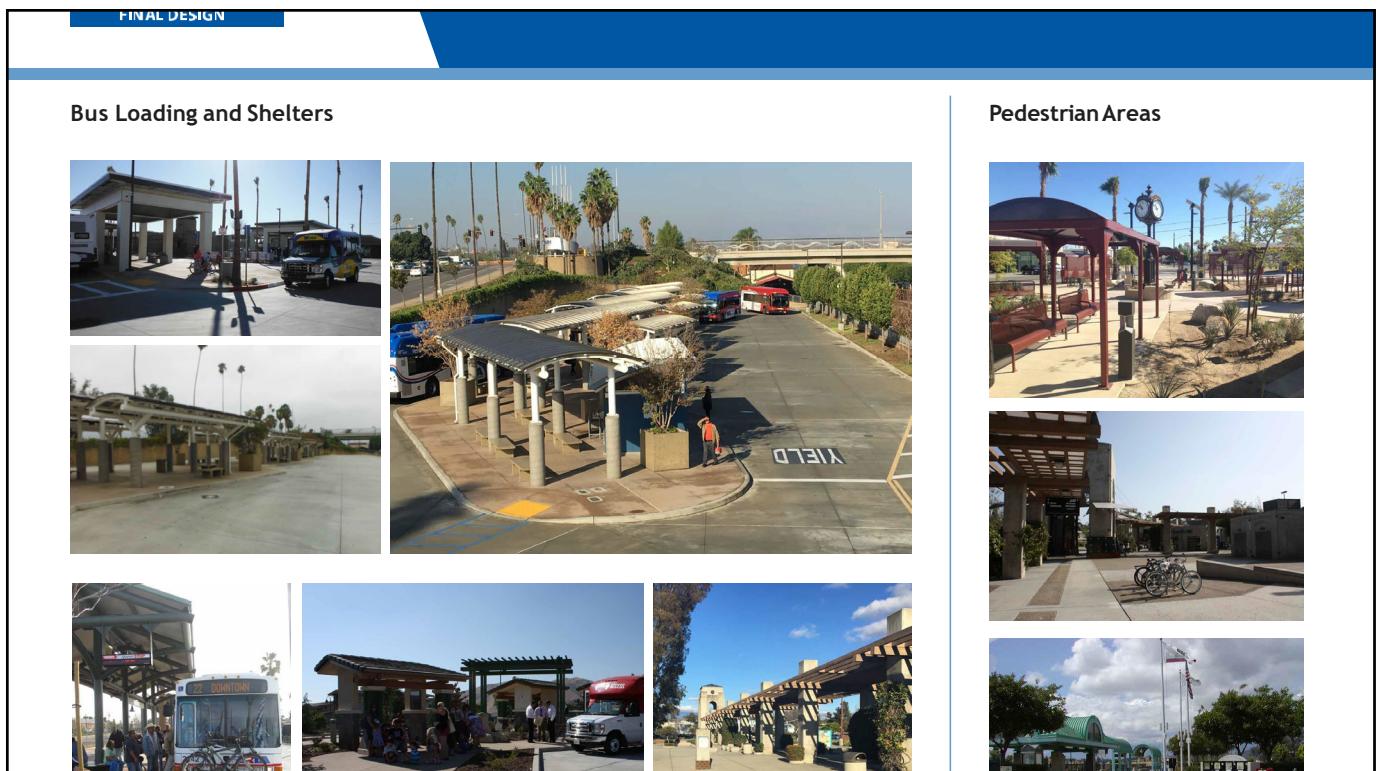 FINAL DESIGN
Bus Loading and Shelters
Pedestrian Areas
YIELD
22 DOWNTOWN